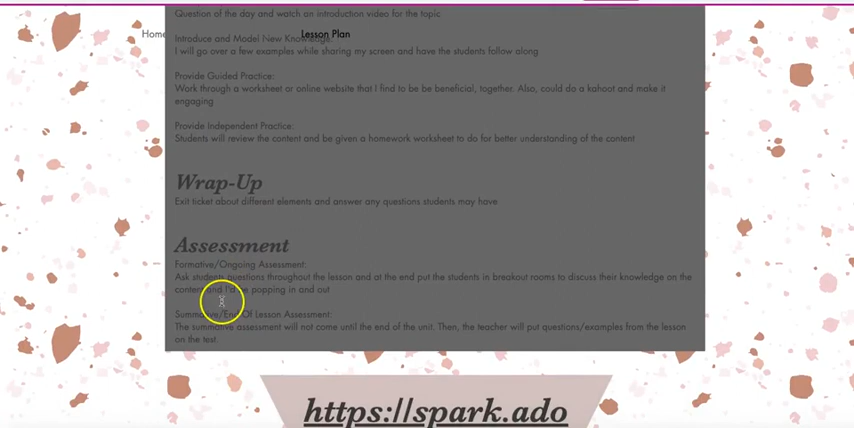 Question of the day and watch an introduction video for the topic
Home
Lesson Plan
Introduce and Model New Knowledge:
I will go over a few examples while sharing my screen and have the students follow along
Provide Guided Practice:
Work through a worksheet or online website that I find to be be beneficial, together. Also, could do a kahoot and make it
engaging
Provide Independent Practice:
Students will review the content and be given a homework worksheet to do for better understanding of the content
Wrap-Up
Exit ticket about different elements and answer any questions students may have
Assessment
Formative/Ongoing Assessment:
Ask students questions throughout the lesson and at the end put the students in breakout rooms to discuss their knowledge on the
content and I'd be popping in and out
Summative/End Of Lesson Assessment:
The summative assessment will not come until the end of the unit. Then, the teacher will put questions/examples from the lesson
on the test.
https://spark.ado